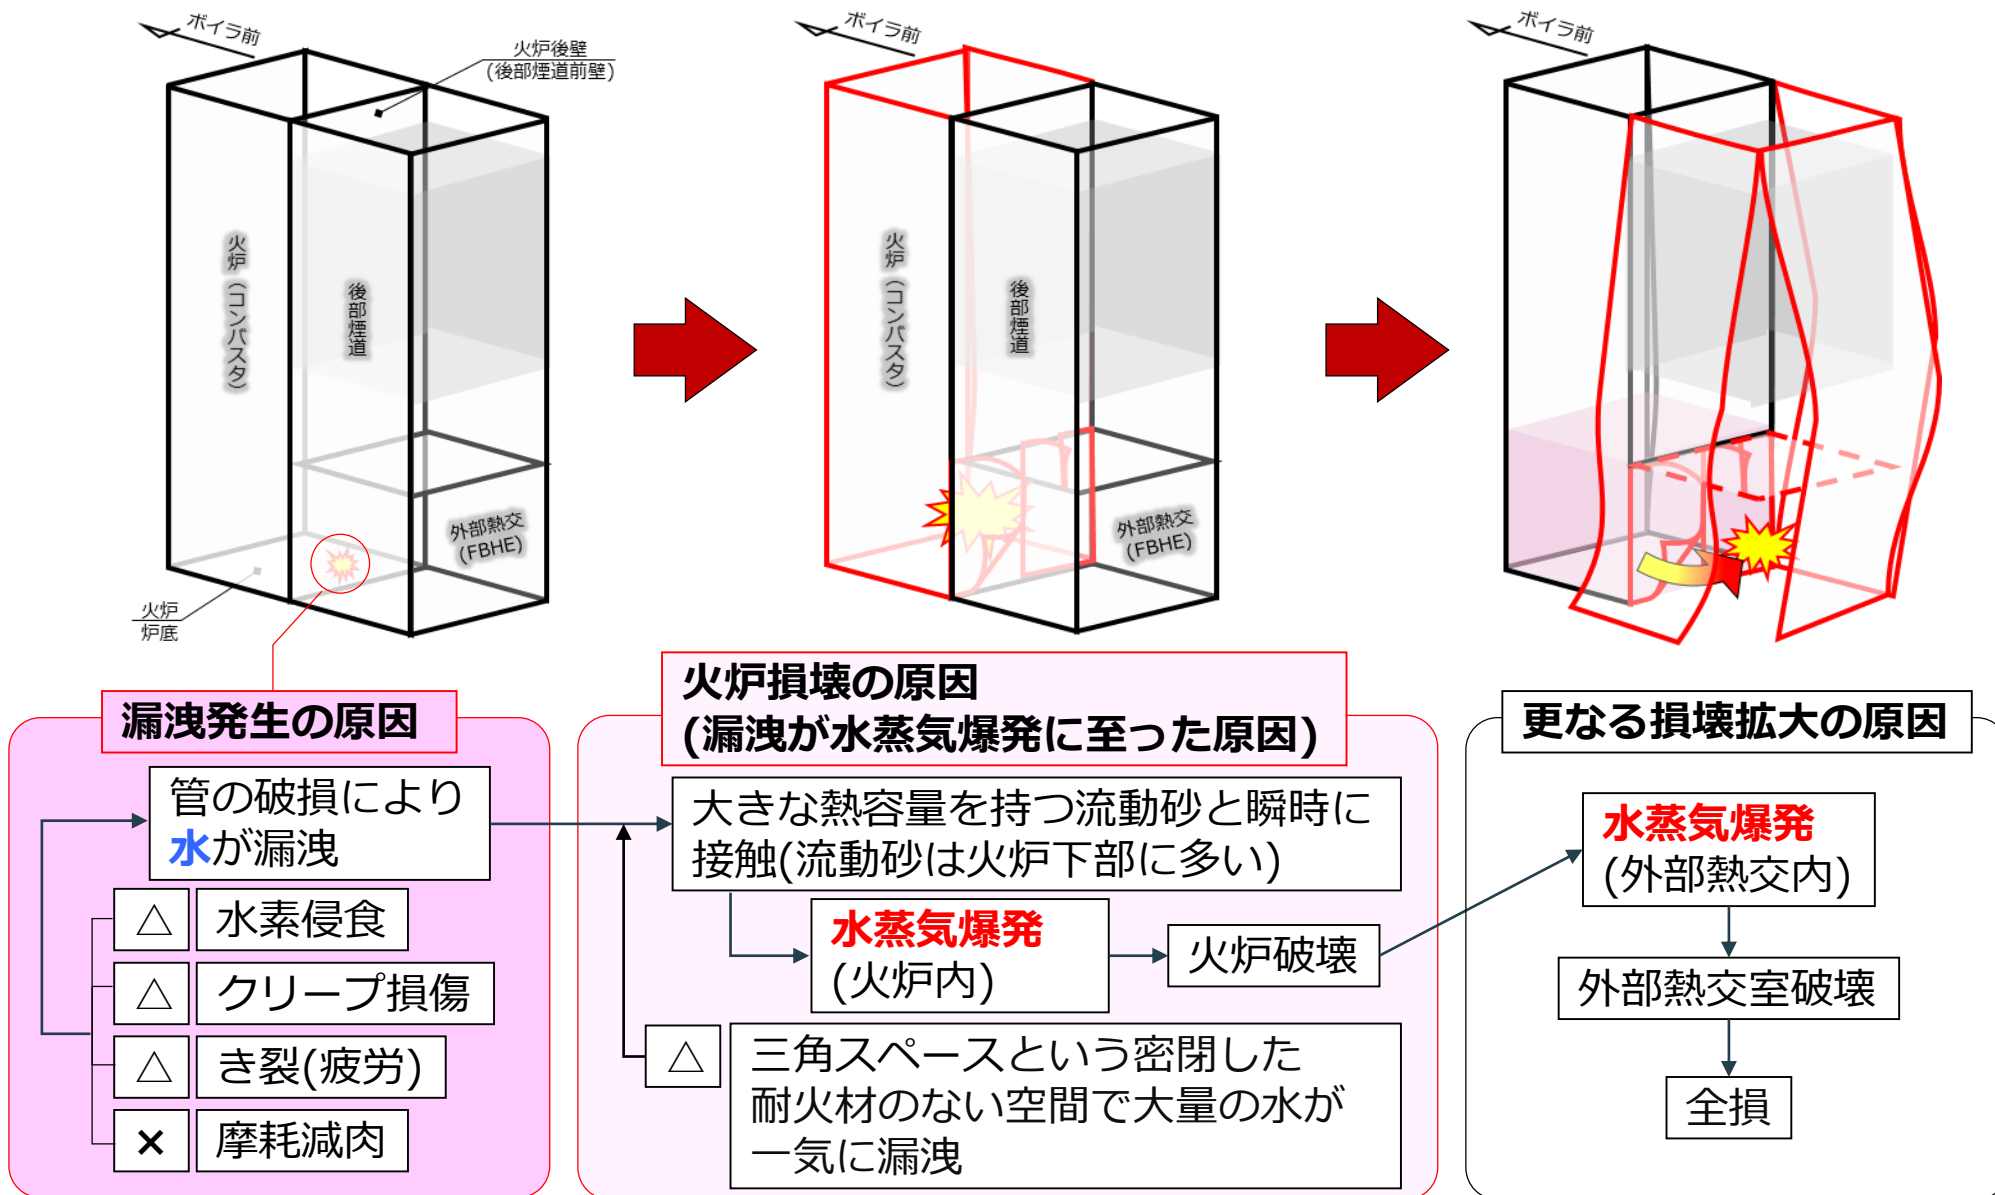 ボイラ前
火炉後壁
(後部煙道前壁)
火炉（コンバスタ）
後部煙道
外部熱交
(FBHE)
火炉
炉底
ボイラ前
火炉（コンバスタ）
後部煙道
外部熱交
(FBHE)
ボイラ前
漏洩発生の原因
管の破損により
水が漏洩
△ 水素侵食
△ クリープ損傷
△ き裂(疲労)
× 摩耗減肉
火炉損壊の原因
(漏洩が水蒸気爆発に至った原因)
大きな熱容量を持つ流動砂と瞬時に
接触(流動砂は火炉下部に多い)
水蒸気爆発
(火炉内)
火炉破壊
△
三角スペースという密閉した
耐火材のない空間で大量の水が
一気に漏洩
更なる損壊拡大の原因
水蒸気爆発
(外部熱交内)
外部熱交室破壊
全損